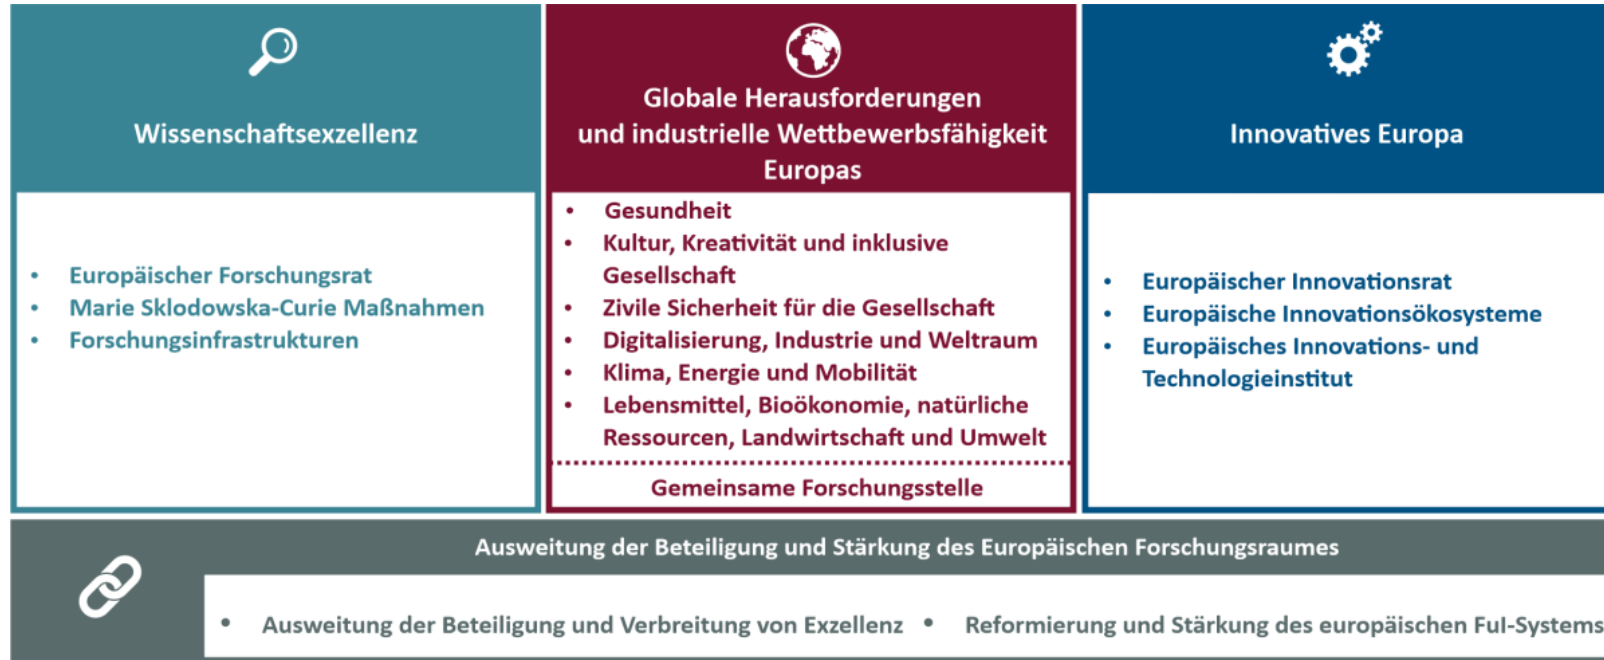 Wissenschaftsexzellenz
• Europäischer Forschungsrat
• Marie Sklodowska-Curie Maßnahmen
• Forschungsinfrastrukturen
Globale Herausforderungen
und industrielle Wettbewerbsfähigkeit
Europas
• Gesundheit
• Kultur, Kreativität und inklusive
Gesellschaft
• Zivile Sicherheit für die Gesellschaft
• Digitalisierung, Industrie und Weltraum
• Klima, Energie und Mobilität
• Lebensmittel, Bioökonomie, natürliche
Ressourcen, Landwirtschaft und Umwelt
Gemeinsame Forschungsstelle
Innovatives Europa
• Europäischer Innovationsrat
• Europäische Innovationsökosysteme
• Europäisches Innovations- und
Technologieinstitut
Ausweitung der Beteiligung und Stärkung des Europäischen Forschungsraumes
• Ausweitung der Beteiligung und Verbreitung von Exzellenz • Reformierung und Stärkung des europäischen FuI-Systems